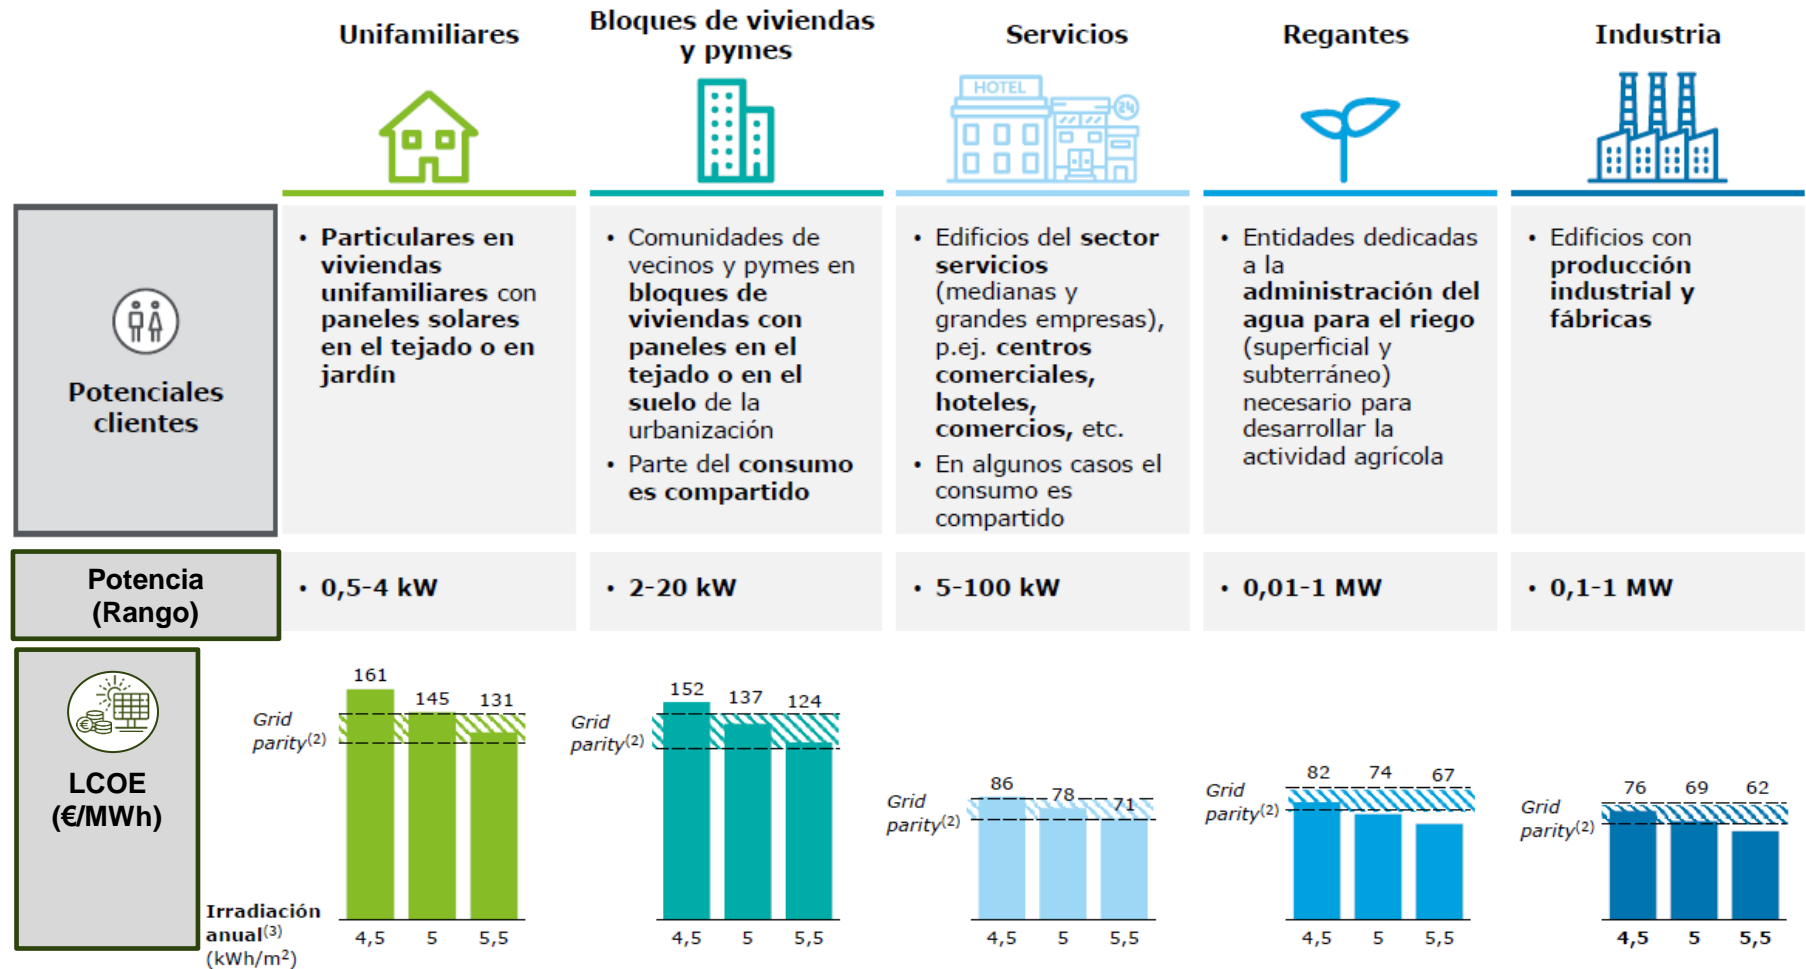 Unifamiliares
Bloques de viviendas
y pymes
Servicios
Regantes
Industria
HOTEL
24
Potenciales
clientes
• Particulares en
viviendas
unifamiliares con
paneles solares
en el tejado o en
jardín
• Comunidades de
vecinos y pymes en
bloques de
viviendas con
paneles en el
tejado o en el
suelo de la
urbanización
• Parte del consumo
es compartido
• Edificios del sector
servicios
(medianas y
grandes empresas),
p.ej. centros
comerciales,
hoteles,
comercios, etc.
• En algunos casos el
consumo es
compartido
• Entidades dedicadas
a la
administración del
agua para el riego
(superficial y
subterráneo)
necesario para
desarrollar la
actividad agrícola
• Edificios con
producción
industrial y
fábricas
Potencia
(Rango)
• 0,5-4 kW
• 2-20 kW
• 5-100 kW
• 0,01-1 MW
• 0,1-1 MW
€
LCOE
(€/MWh)
Grid
parity(2)
161
145
131
Grid
parity(2)
152
137
124
Grid
parity(2)
86
78
71
Grid
parity(2)
82
74
67
Grid
parity(2)
76
69
62
Irradiación
anual(3)
(kWh/m2)
4,5 5 5,5
4,5 5 5,5
4,5 5 5,5
4,5 5 5,5
4,5 5 5,5